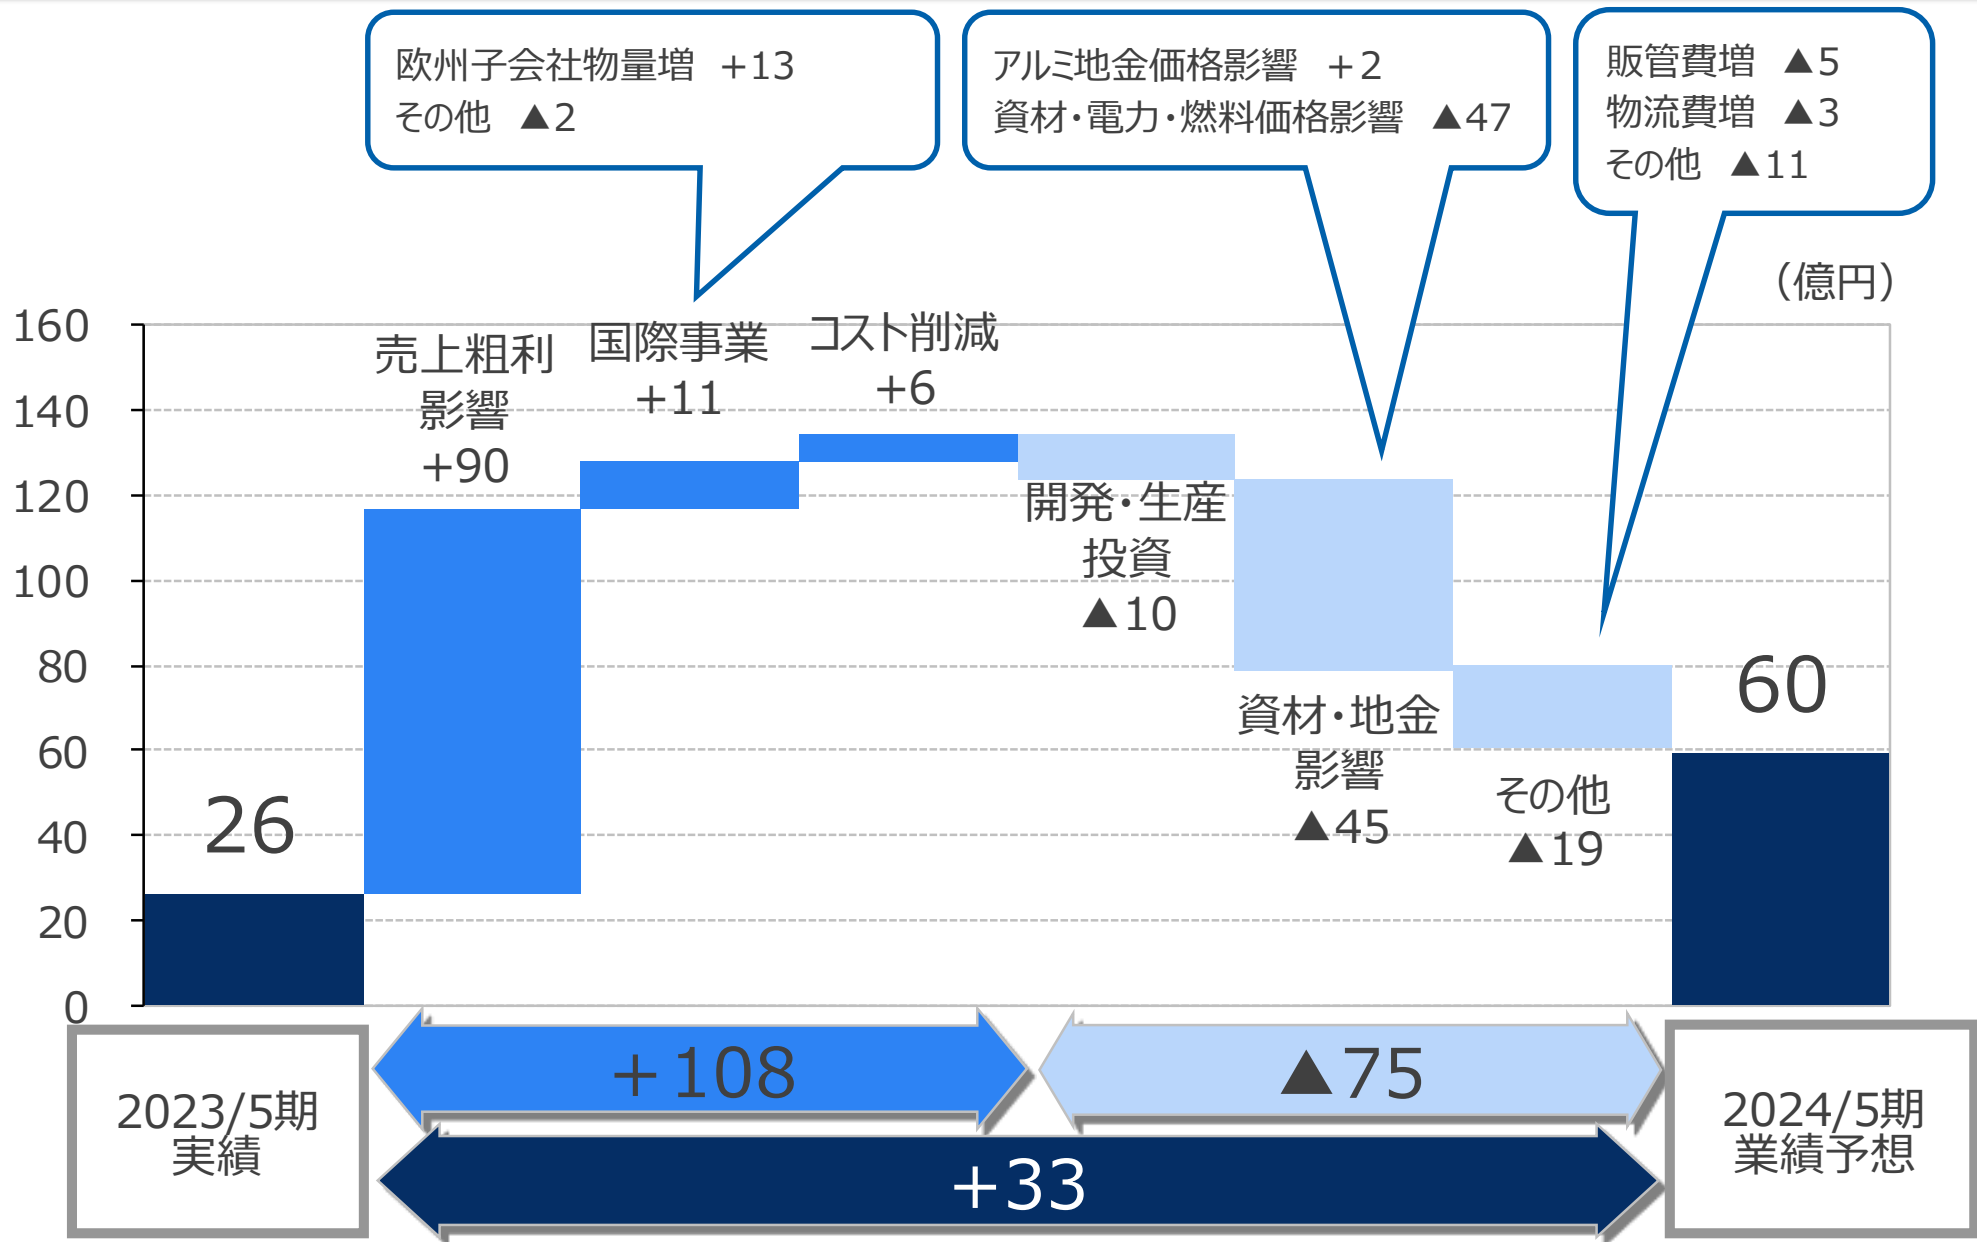 欧州子会社物量増 +13
その他 ▲2
アルミ地金価格影響 +2
資材・電力・燃料価格影響 ▲47
販管費増 ▲5
物流費増 ▲3
その他 ▲11
（億円）
160
140
120
100
80
60
40
20
0
26
売上粗利
影響
+90
国際事業
+11
コスト削減
+6
開発・生産
投資
▲10
資材・地金
影響
▲45
その他
▲19
60
+108
▲75
+33
2023/5期
実績
2024/5期
業績予想